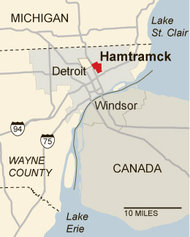 MICHIGAN
Lake
St. Clair
Hamtramck
Detroit
Windsor
94
75
WAYNE
COUNTY
CANADA
Lake
Erie
10 MILES